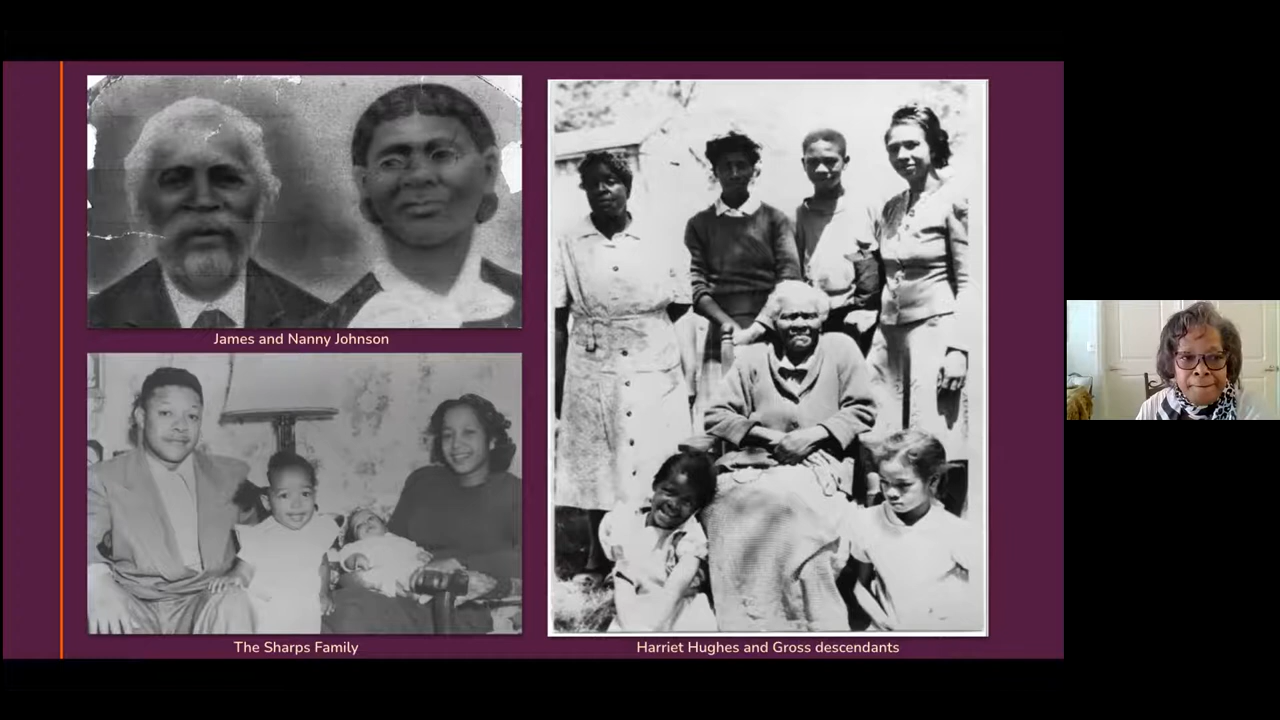 James and Nanny Johnson
The Sharps Family
Harriet Hughes and Gross descendants